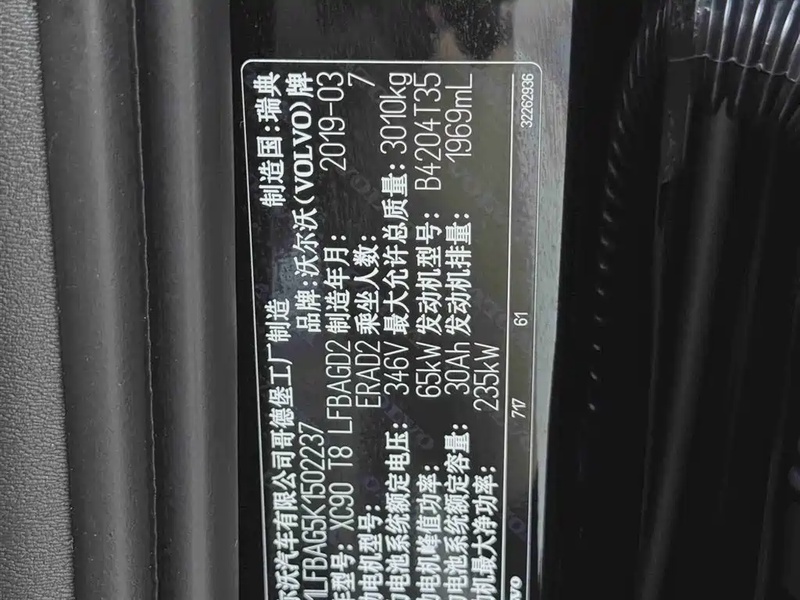 制造国:瑞典
尔沃汽车有限公司哥德堡工厂制造
品牌:沃尔沃(VOLVO)牌
LFBAG5K1502237
XC90 T8 LFBAGD2 制造年月: 2019-03
电机型号: ERAD2 乘坐人数: 7
电池系统额定电压: 346V 最大允许总质量: 3010kg
电机峰值功率: 65kW 发动机型号: B4204T35
电池系统额定容量: 30Ah 发动机排量: 1969mL
机最大净功率: 235kW
717 61 32262936